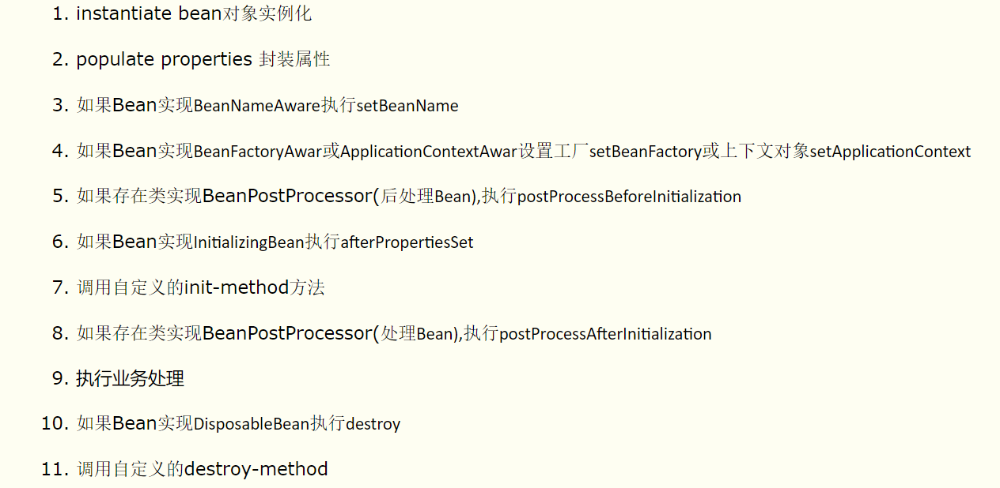 1. instantiate bean对象实例化
2. populate properties 封装属性
3. 如果Bean实现BeanNameAware执行setBeanName
4. 如果Bean实现BeanFactoryAwar或ApplicationContextAwar设置工厂setBeanFactory或上下文对象setApplicationContext
5. 如果存在类实现BeanPostProcessor(后处理Bean),执行postProcessBeforeInitialization
6. 如果Bean实现InitializingBean执行afterPropertiesSet
7. 调用自定义的init-method方法
8. 如果存在类实现BeanPostProcessor(处理Bean),执行postProcessAfterInitialization
9. 执行业务处理
10. 如果Bean实现DisposableBean执行destroy
11. 调用自定义的destroy-method